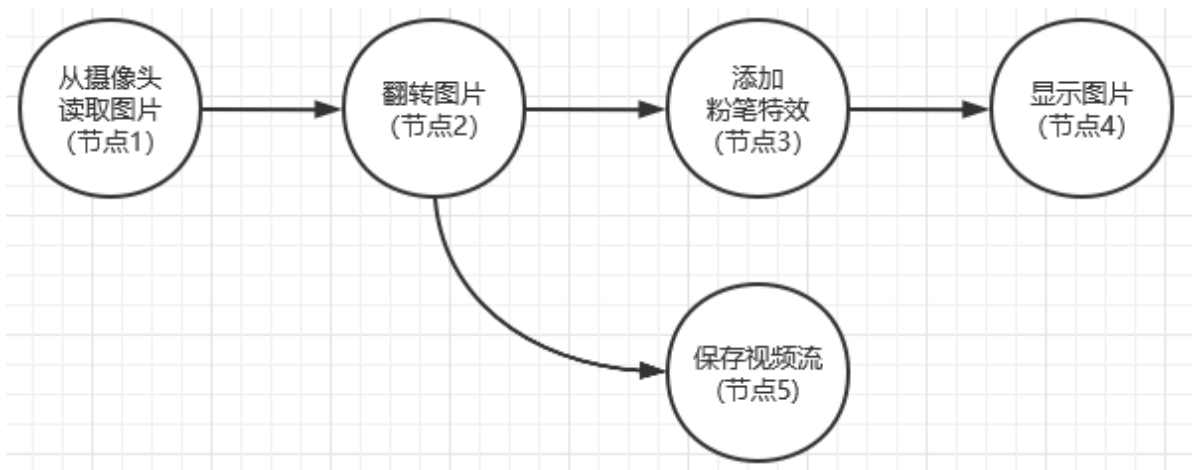 从摄像头
读取图片
(节点1)
翻转图片
(节点2)
添加
粉笔特效
(节点3)
显示图片
(节点4)
保存视频流
(节点5)